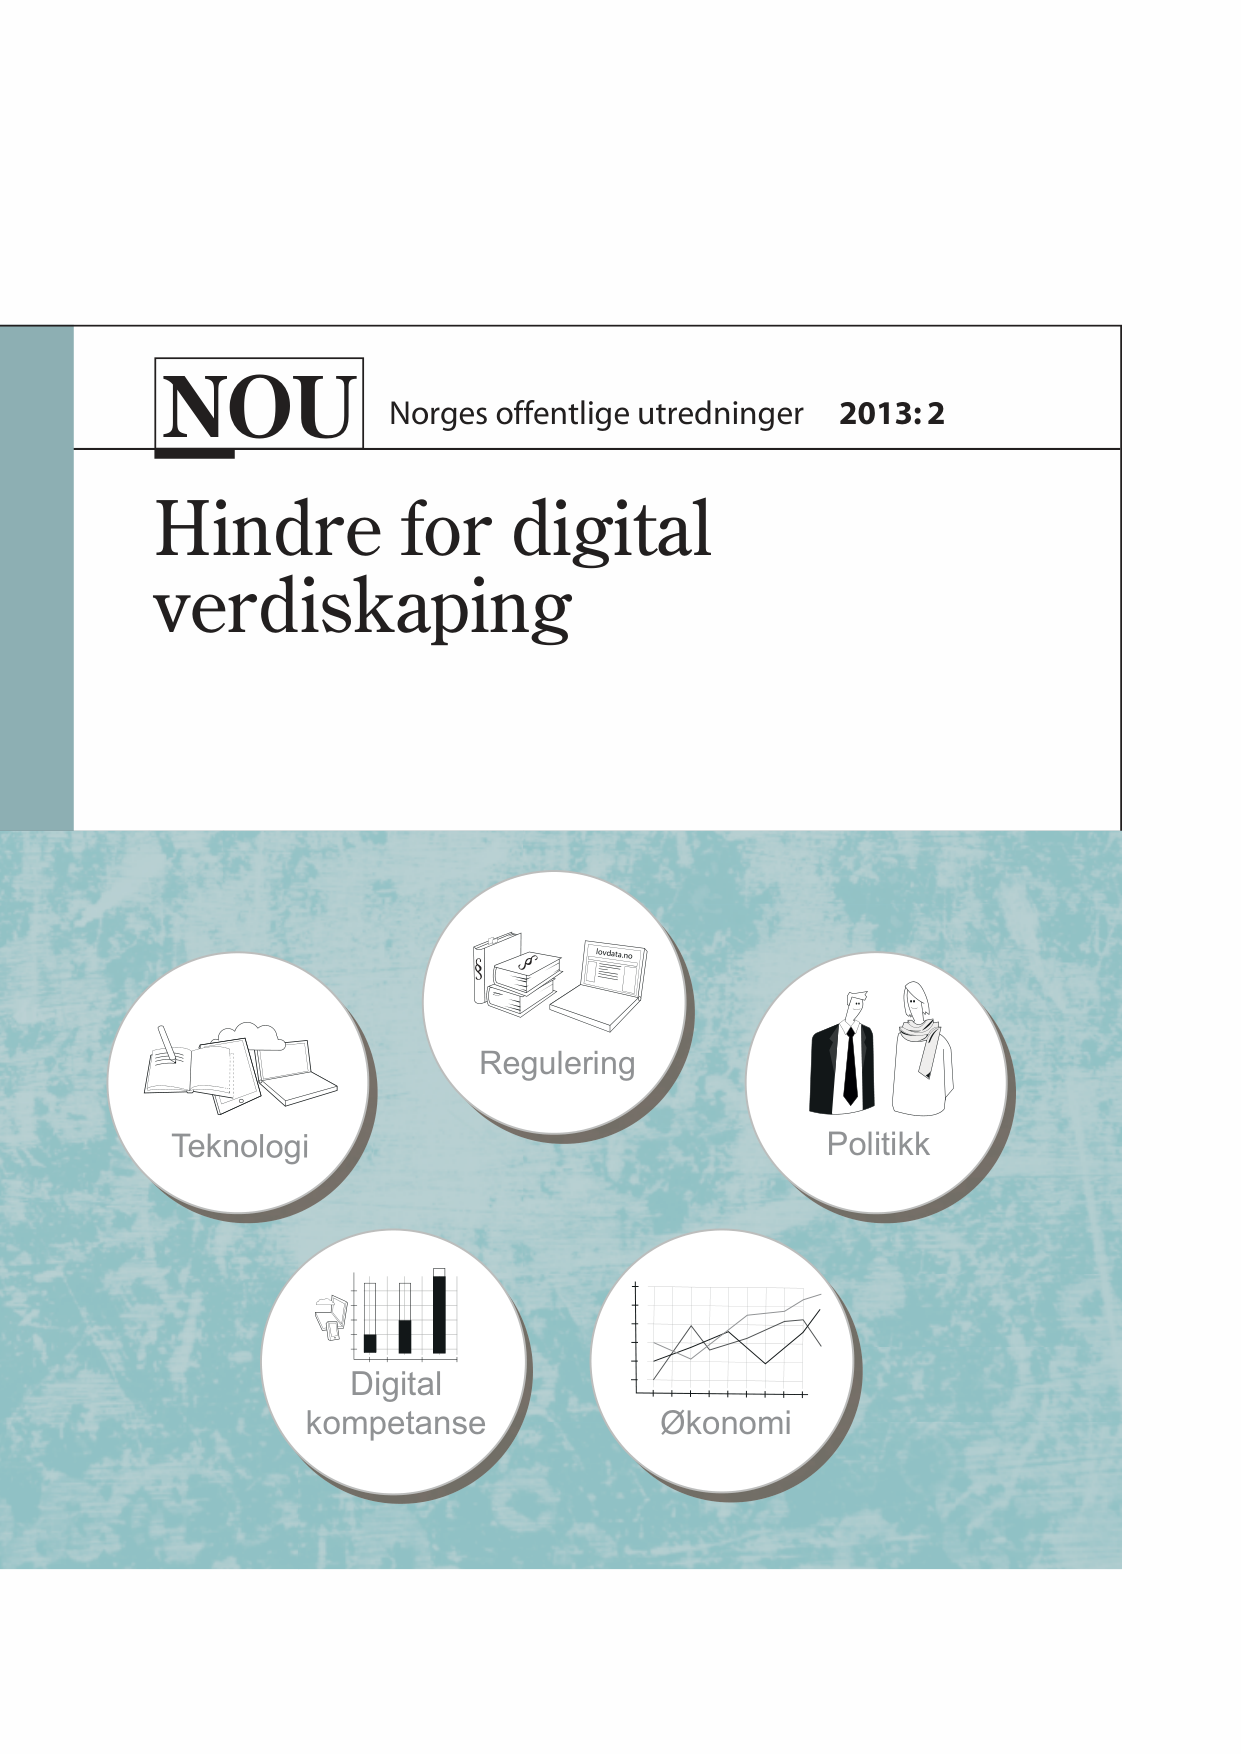 NOU
Norges offentlige utredninger 2013: 2
Hindre for digital
verdiskaping
§
§
lovdata.no
Regulering
Teknologi
Politikk
Digital
kompetanse
Økonomi